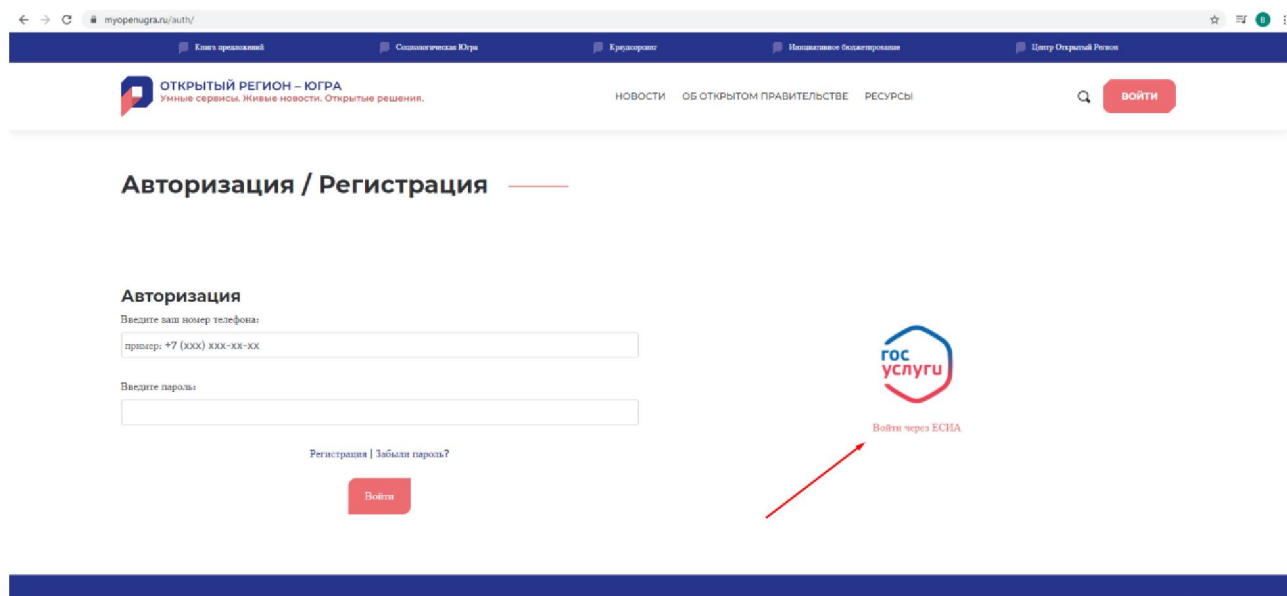 myopenugra.ru/auth/
B
Книга предложений
Социологическая Югра
Краудсорсинг
Инициативное бюджетирование
Центр Открытый Регион
ОТКРЫТЫЙ РЕГИОН – ЮГРА
Умные сервисы. Живые новости. Открытые решения.
НОВОСТИ ОБ ОТКРЫТОМ ПРАВИТЕЛЬСТВЕ РЕСУРСЫ
ВОЙТИ
Авторизация / Регистрация
Авторизация
Введите ваш номер телефона:
пример: +7 (xxx) xxx-xx-xx
Введите пароль:
Регистрация | Забыли пароль?
Войти
гос
услуги
Войти через ЕСИА